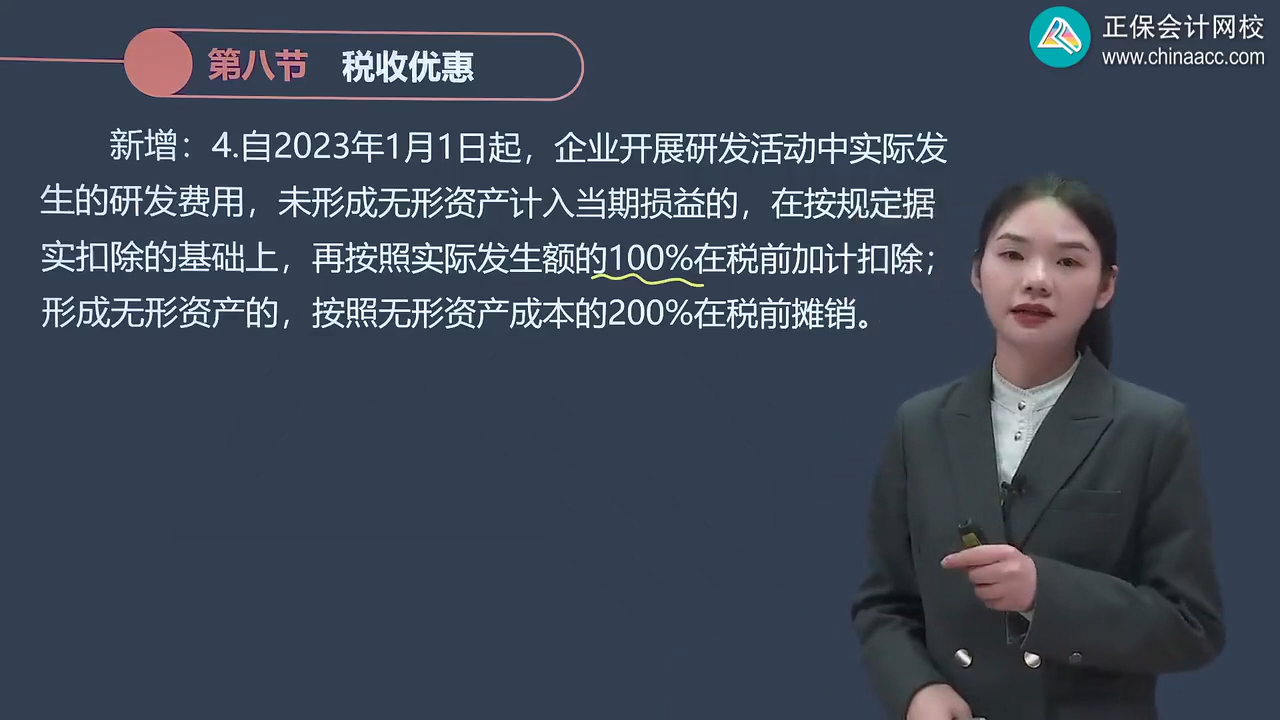 正保会计网校
www.chinaacc.com
第八节 税收优惠
新增：4.自2023年1月1日起，企业开展研发活动中实际发
生的研发费用，未形成无形资产计入当期损益的，在按规定据
实扣除的基础上，再按照实际发生额的100%在税前加计扣除；
形成无形资产的，按照无形资产成本的200%在税前摊销。